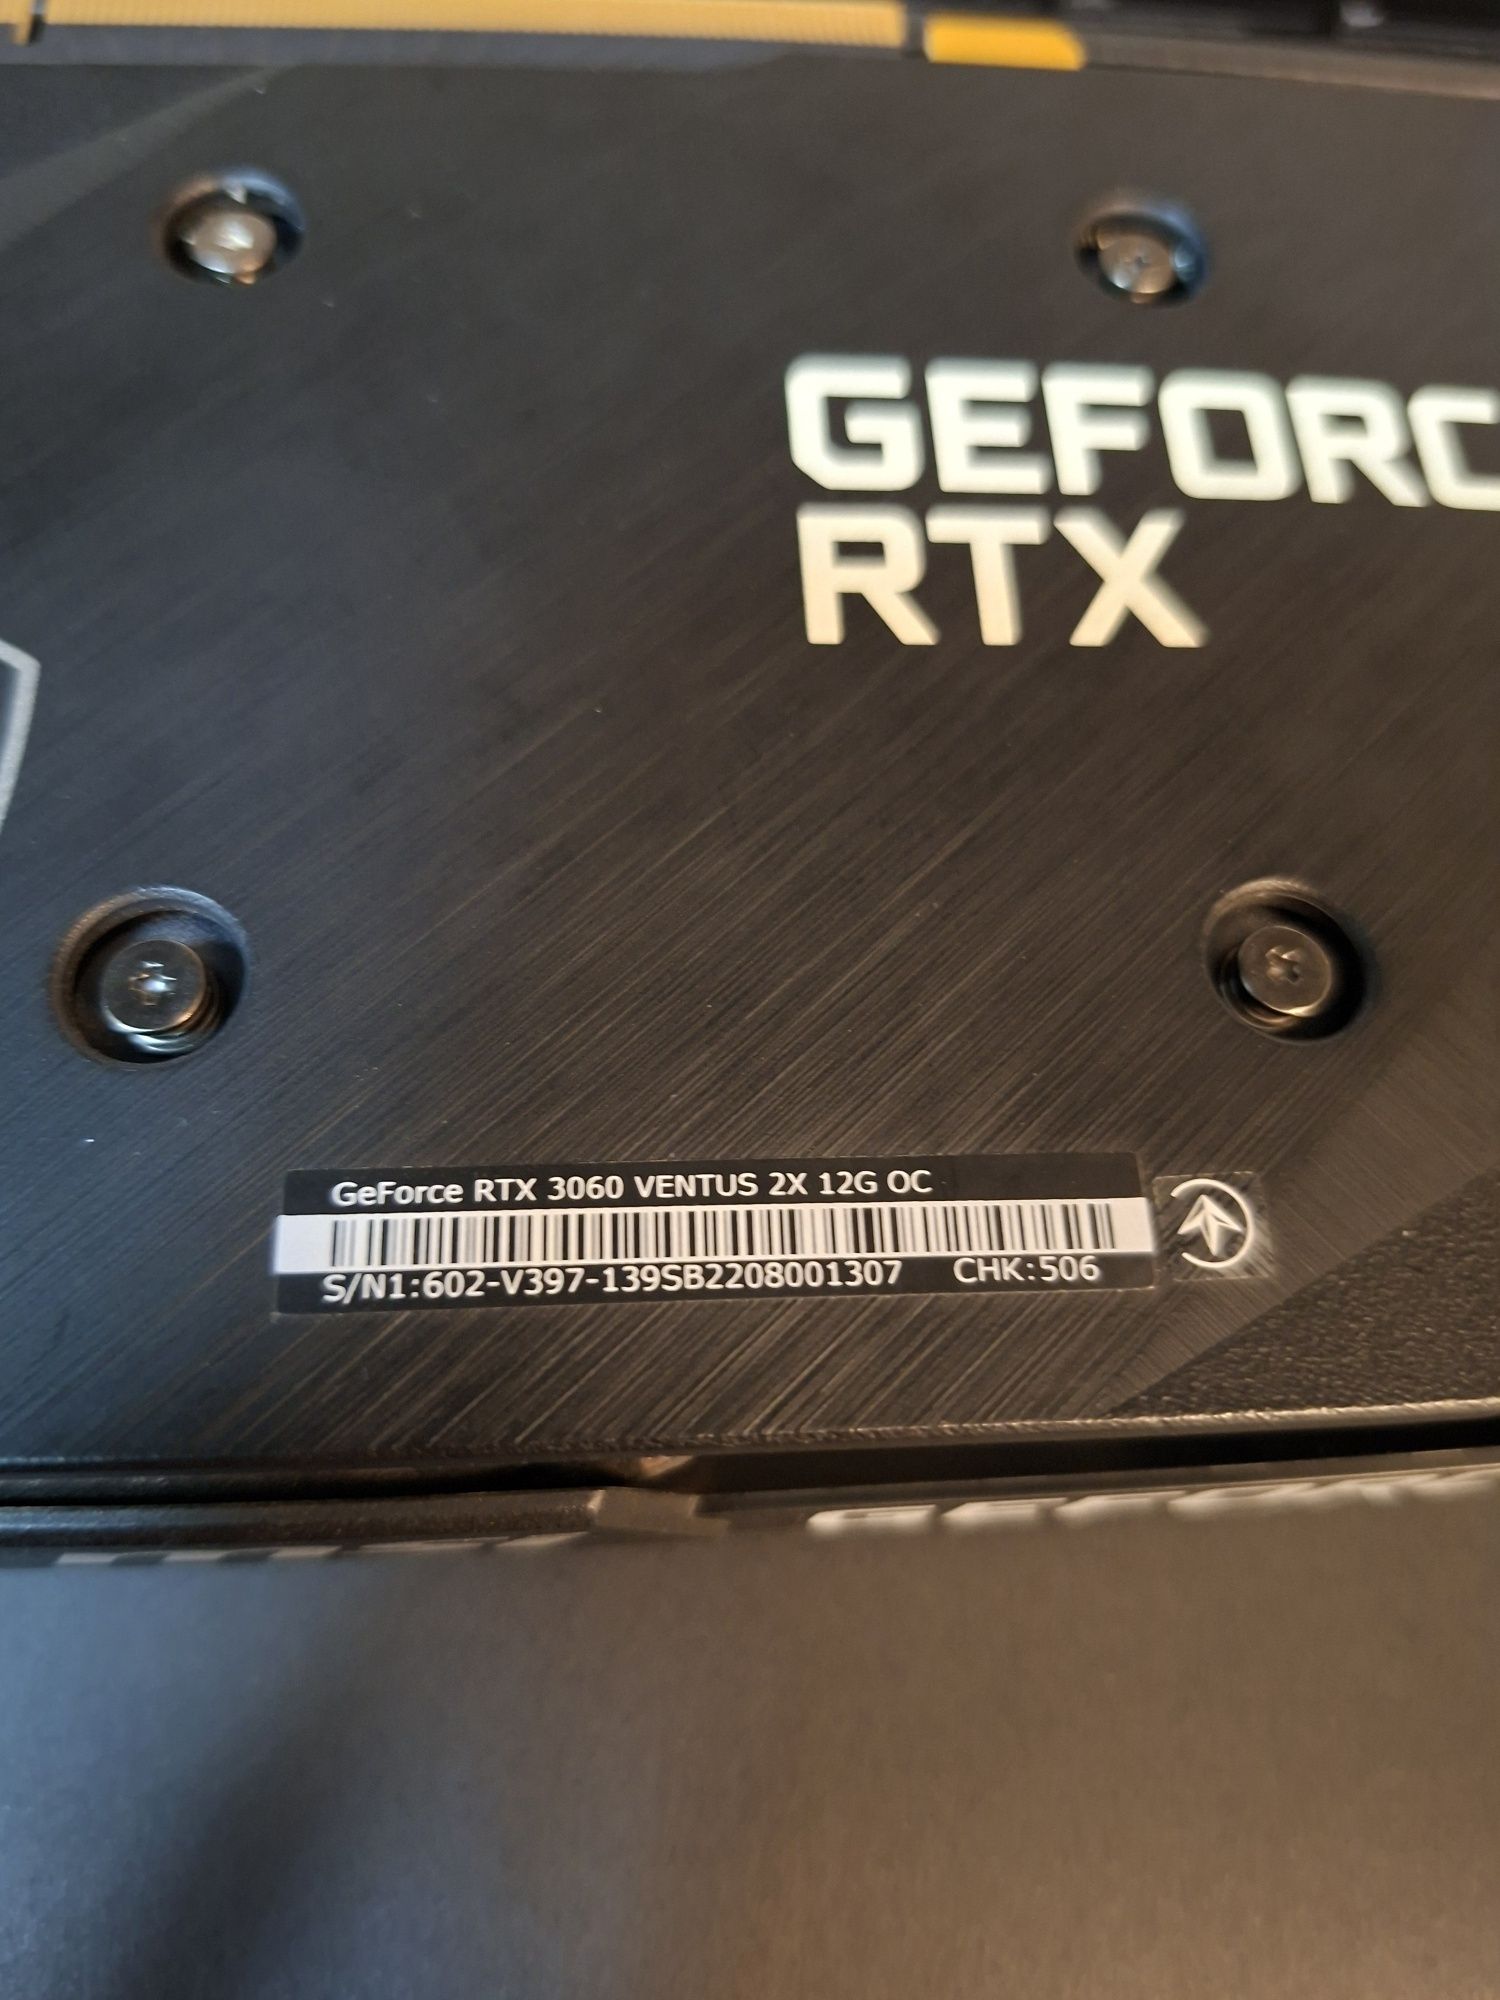 GEFORC
RTX
GeForce RTX 3060 VENTUS 2X 12G OC
S/N1:602-V397-139SB2208001307 CHK:506